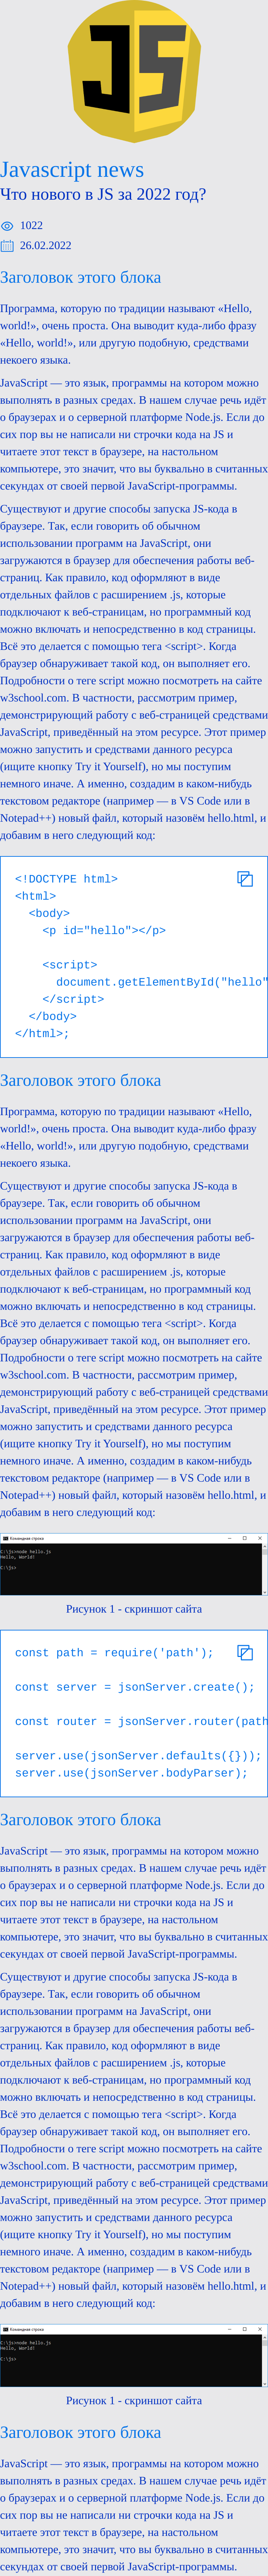 JS
Javascript news
Что нового в JS за 2022 год?
1022
26.02.2022
Заголовок этого блока
Программа, которую по традиции называют «Hello,
world!», очень проста. Она выводит куда-либо фразу
«Hello, world!», или другую подобную, средствами
некоего языка.
JavaScript — это язык, программы на котором можно
выполнять в разных средах. В нашем случае речь идёт
о браузерах и о серверной платформе Node.js. Если до
сих пор вы не написали ни строчки кода на JS и
читаете этот текст в браузере, на настольном
компьютере, это значит, что вы буквально в считанных
секундах от своей первой JavaScript-программы.
Существуют и другие способы запуска JS-кода в
браузере. Так, если говорить об обычном
использовании программ на JavaScript, они
загружаются в браузер для обеспечения работы веб-
страниц. Как правило, код оформляют в виде
отдельных файлов с расширением .js, которые
подключают к веб-страницам, но программный код
можно включать и непосредственно в код страницы.
Всё это делается с помощью тега <script>. Когда
браузер обнаруживает такой код, он выполняет его.
Подробности о теге script можно посмотреть на сайте
w3school.com. В частности, рассмотрим пример,
демонстрирующий работу с веб-страницей средствами
JavaScript, приведённый на этом ресурсе. Этот пример
можно запустить и средствами данного ресурса
(ищите кнопку Try it Yourself), но мы поступим
немного иначе. А именно, создадим в каком-нибудь
текстовом редакторе (например — в VS Code или в
Notepad++) новый файл, который назовём hello.html, и
добавим в него следующий код:
<!DOCTYPE html>
<html>
<body>
<p id="hello"></p>
<script>
document.getElementById("hello"
</script>
</body>
</html>;
Заголовок этого блока
Программа, которую по традиции называют «Hello,
world!», очень проста. Она выводит куда-либо фразу
«Hello, world!», или другую подобную, средствами
некоего языка.
Существуют и другие способы запуска JS-кода в
браузере. Так, если говорить об обычном
использовании программ на JavaScript, они
загружаются в браузер для обеспечения работы веб-
страниц. Как правило, код оформляют в виде
отдельных файлов с расширением .js, которые
подключают к веб-страницам, но программный код
можно включать и непосредственно в код страницы.
Всё это делается с помощью тега <script>. Когда
браузер обнаруживает такой код, он выполняет его.
Подробности о теге script можно посмотреть на сайте
w3school.com. В частности, рассмотрим пример,
демонстрирующий работу с веб-страницей средствами
JavaScript, приведённый на этом ресурсе. Этот пример
можно запустить и средствами данного ресурса
(ищите кнопку Try it Yourself), но мы поступим
немного иначе. А именно, создадим в каком-нибудь
текстовом редакторе (например — в VS Code или в
Notepad++) новый файл, который назовём hello.html, и
добавим в него следующий код:
Командная строка
C:\js>node hello.js
Hello, World!
C:\js>
Рисунок 1 - скриншот сайта
const path = require('path');
const server = jsonServer.create();
const router = jsonServer.router(path
server.use(jsonServer.defaults({}));
server.use(jsonServer.bodyParser);
Заголовок этого блока
JavaScript — это язык, программы на котором можно
выполнять в разных средах. В нашем случае речь идёт
о браузерах и о серверной платформе Node.js. Если до
сих пор вы не написали ни строчки кода на JS и
читаете этот текст в браузере, на настольном
компьютере, это значит, что вы буквально в считанных
секундах от своей первой JavaScript-программы.
Существуют и другие способы запуска JS-кода в
браузере. Так, если говорить об обычном
использовании программ на JavaScript, они
загружаются в браузер для обеспечения работы веб-
страниц. Как правило, код оформляют в виде
отдельных файлов с расширением .js, которые
подключают к веб-страницам, но программный код
можно включать и непосредственно в код страницы.
Всё это делается с помощью тега <script>. Когда
браузер обнаруживает такой код, он выполняет его.
Подробности о теге script можно посмотреть на сайте
w3school.com. В частности, рассмотрим пример,
демонстрирующий работу с веб-страницей средствами
JavaScript, приведённый на этом ресурсе. Этот пример
можно запустить и средствами данного ресурса
(ищите кнопку Try it Yourself), но мы поступим
немного иначе. А именно, создадим в каком-нибудь
текстовом редакторе (например — в VS Code или в
Notepad++) новый файл, который назовём hello.html, и
добавим в него следующий код:
Командная строка
C:\js>node hello.js
Hello, World!
C:\js>
Рисунок 1 - скриншот сайта
Заголовок этого блока
JavaScript — это язык, программы на котором можно
выполнять в разных средах. В нашем случае речь идёт
о браузерах и о серверной платформе Node.js. Если до
сих пор вы не написали ни строчки кода на JS и
читаете этот текст в браузере, на настольном
компьютере, это значит, что вы буквально в считанных
секундах от своей первой JavaScript-программы.